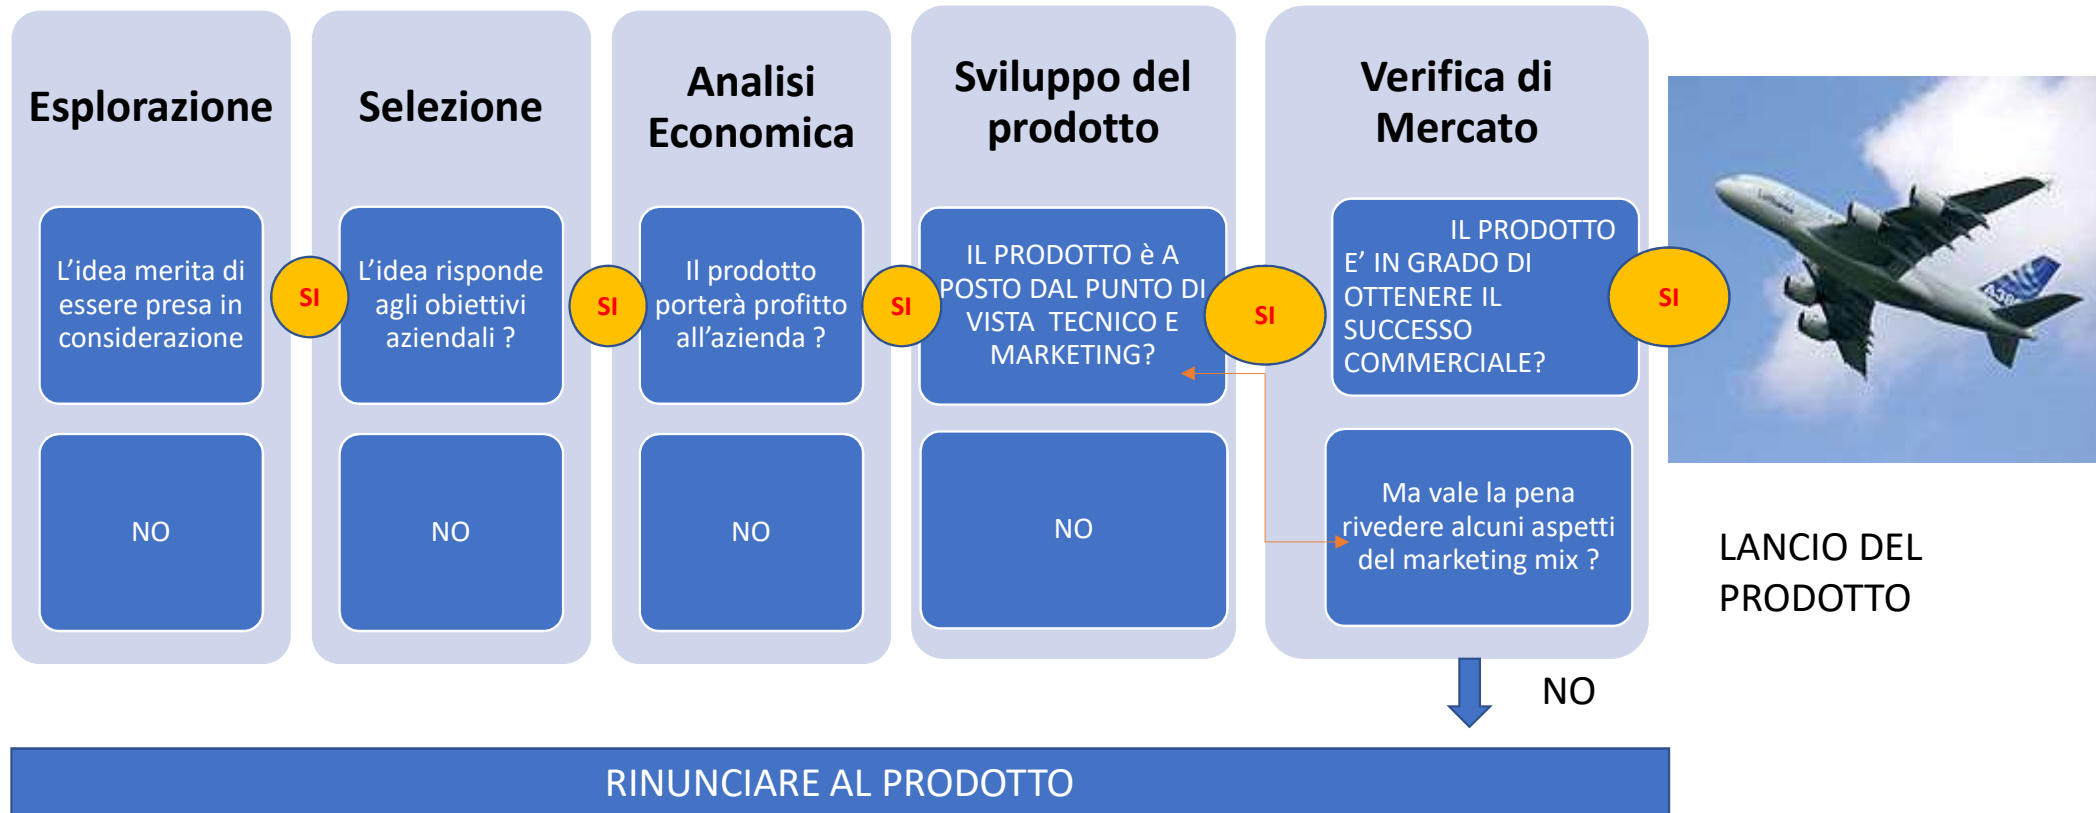 Esplorazione
L’idea merita di
essere presa in
considerazione
NO
SI
Selezione
L’idea risponde
agli obiettivi
aziendali ?
NO
SI
Analisi
Economica
Il prodotto
porterà profitto
all’azienda ?
NO
SI
Sviluppo del
prodotto
IL PRODOTTO è A
POSTO DAL PUNTO DI
VISTA TECNICO E
MARKETING?
NO
SI
Verifica di
Mercato
IL PRODOTTO
E’ IN GRADO DI
OTTENERE IL
SUCCESSO
COMMERCIALE?
Ma vale la pena
rivedere alcuni aspetti
del marketing mix ?
SI
LANCIO DEL
PRODOTTO
NO
RINUNCIARE AL PRODOTTO